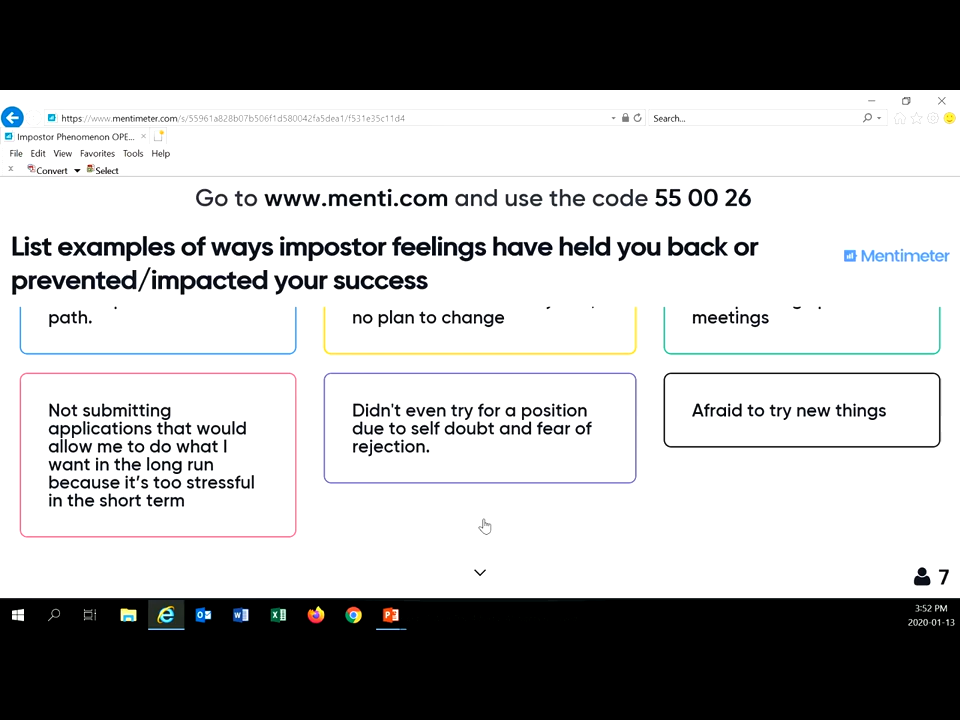 https://www.mentimeter.com/s/55961a828b07b506f1d580042fa5dea1/f531e35c11d4
Search...
Impostor Phenomenon OPE...
File Edit View Favorites Tools Help
x Convert Select
Go to www.menti.com and use the code 55 00 26
List examples of ways impostor feelings have held you back or
prevented/impacted your success
Mentimeter
path.
no plan to change
meetings
Not submitting
applications that would
allow me to do what I
want in the long run
because it's too stressful
in the short term
Didn't even try for a position
due to self doubt and fear of
rejection.
Afraid to try new things
7
3:52 PM
2020-01-13